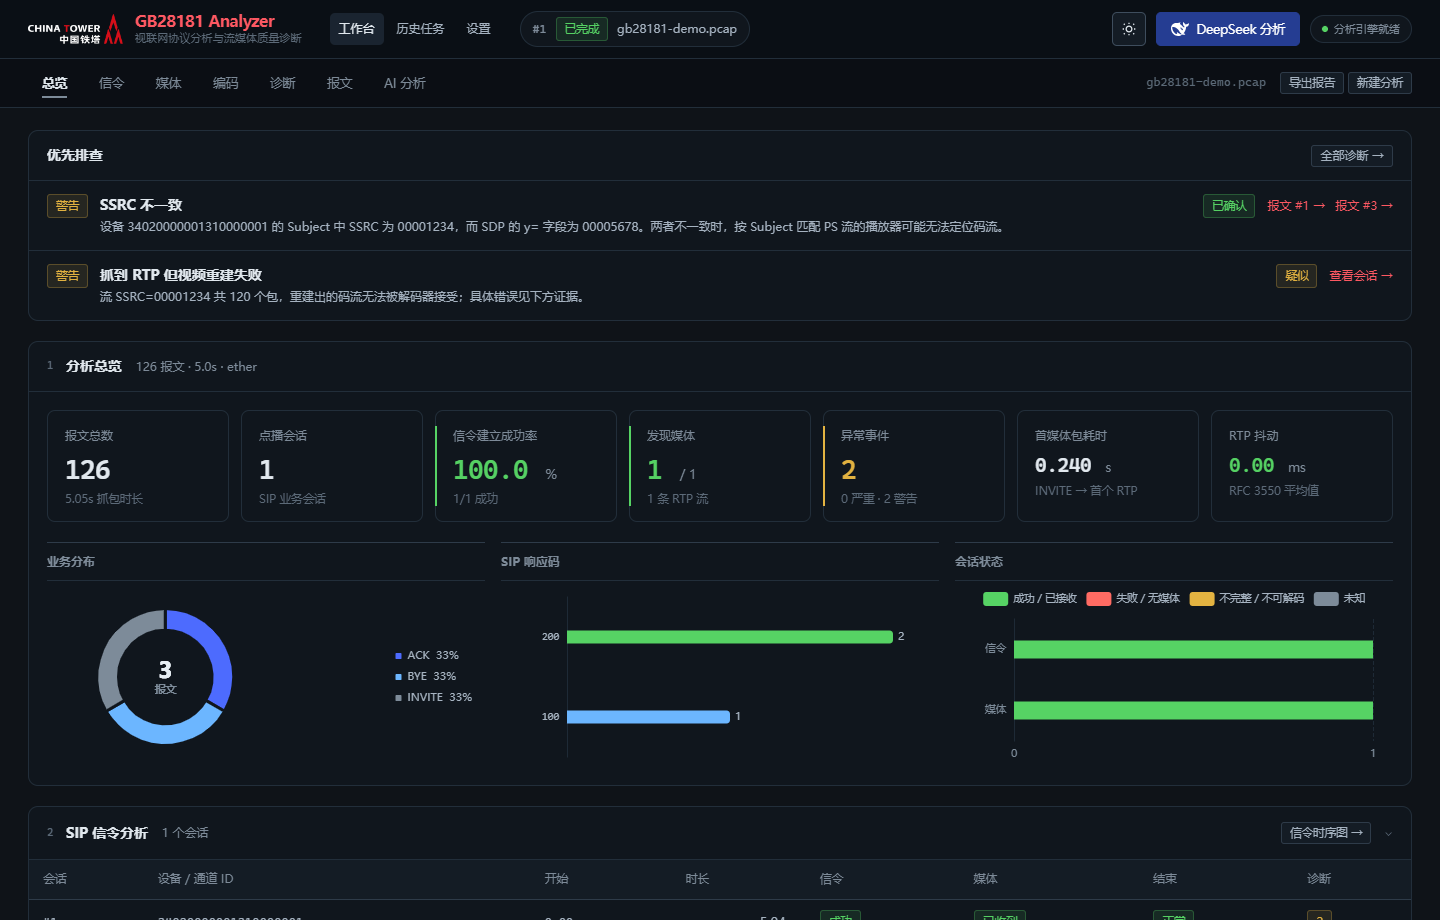 CHINA TOWER
中国铁塔
GB28181 Analyzer
视联网协议分析与流媒体质量诊断
工作台 历史任务 设置
#1 已完成 gb28181-demo.pcap
DeepSeek 分析
分析引擎就绪
总览 信令 媒体 编码 诊断 报文 AI 分析
gb28181-demo.pcap 导出报告 新建分析
优先排查
全部诊断 →
警告 SSRC 不一致
已确认 报文 #1 → 报文 #3 →
设备 34020000001310000001 的 Subject 中 SSRC 为 00001234，而 SDP 的 y= 字段为 00005678。两者不一致时，按 Subject 匹配 PS 流的播放器可能无法定位码流。
警告 抓到 RTP 但视频重建失败
疑似 查看会话 →
流 SSRC=00001234 共 120 个包，重建出的码流无法被解码器接受；具体错误见下方证据。
1 分析总览 126 报文 · 5.0s · ether
报文总数
126
5.05s 抓包时长
点播会话
1
SIP 业务会话
信令建立成功率
100.0 %
1/1 成功
发现媒体
1 / 1
1 条 RTP 流
异常事件
2
0 严重 · 2 警告
首媒体包耗时
0.240 s
INVITE → 首个 RTP
RTP 抖动
0.00 ms
RFC 3550 平均值
业务分布
3
报文
ACK 33%
BYE 33%
INVITE 33%
SIP 响应码
200 2
100 1
会话状态
成功 / 已接收 失败 / 无媒体 不完整 / 不可解码 未知
信令
媒体
0 1
2 SIP 信令分析 1 个会话
信令时序图 →
会话 设备 / 通道 ID 开始 时长 信令 媒体 结束 诊断